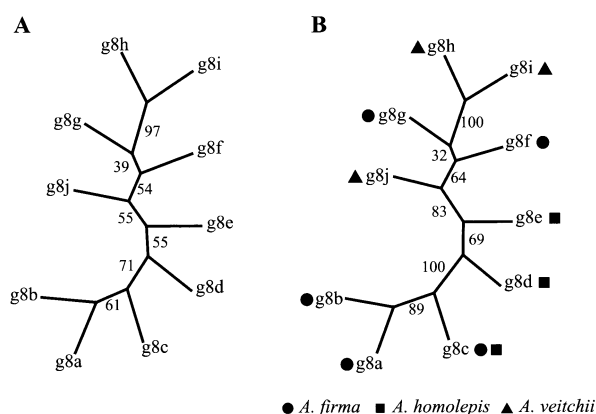 A
g8h
g8i
97
g8g
39
g8f
54
g8j
55
g8e
55
71
g8d
g8b
61
g8c
g8a
B
▲ g8h
g8i ▲
100
● g8g
32
g8f ●
64
▲ g8j
83
g8e ■
69
100
g8d ■
● g8b
89
g8c ● ■
● g8a
● A. firma ■ A. homolepis ▲ A. veitchii